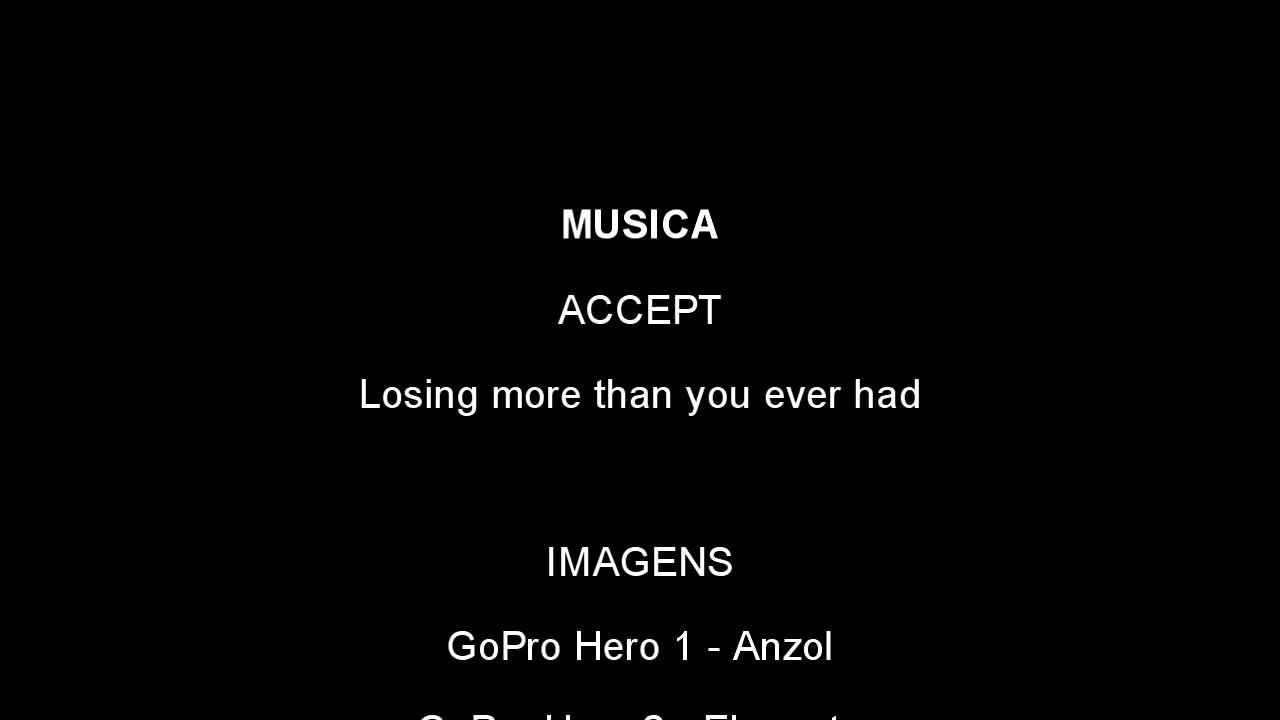 MUSICA
ACCEPT
Losing more than you ever had
IMAGENS
GoPro Hero 1 - Anzol